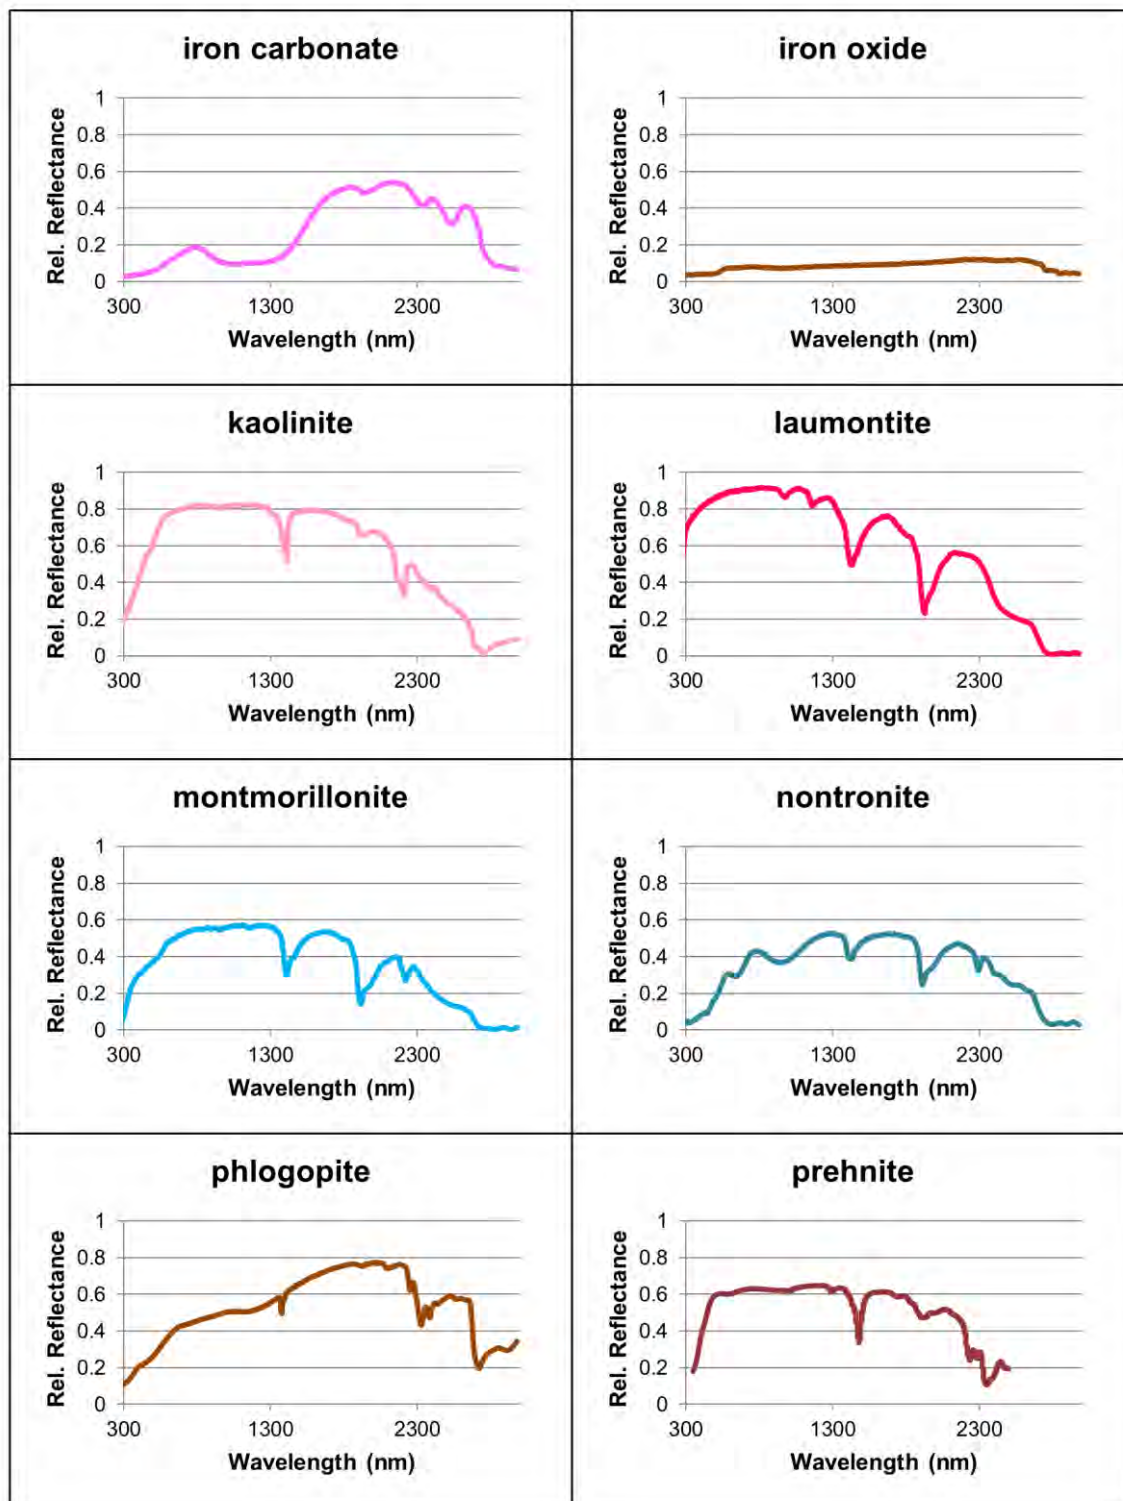 iron carbonate
Rel. Reflectance
1
0.8
0.6
0.4
0.2
0
300 1300 2300
Wavelength (nm)
iron oxide
Rel. Reflectance
1
0.8
0.6
0.4
0.2
0
300 1300 2300
Wavelength (nm)
kaolinite
Rel. Reflectance
1
0.8
0.6
0.4
0.2
0
300 1300 2300
Wavelength (nm)
laumontite
Rel. Reflectance
1
0.8
0.6
0.4
0.2
0
300 1300 2300
Wavelength (nm)
montmorillonite
Rel. Reflectance
1
0.8
0.6
0.4
0.2
0
300 1300 2300
Wavelength (nm)
nontronite
Rel. Reflectance
1
0.8
0.6
0.4
0.2
0
300 1300 2300
Wavelength (nm)
phlogopite
Rel. Reflectance
1
0.8
0.6
0.4
0.2
0
300 1300 2300
Wavelength (nm)
prehnite
Rel. Reflectance
1
0.8
0.6
0.4
0.2
0
300 1300 2300
Wavelength (nm)